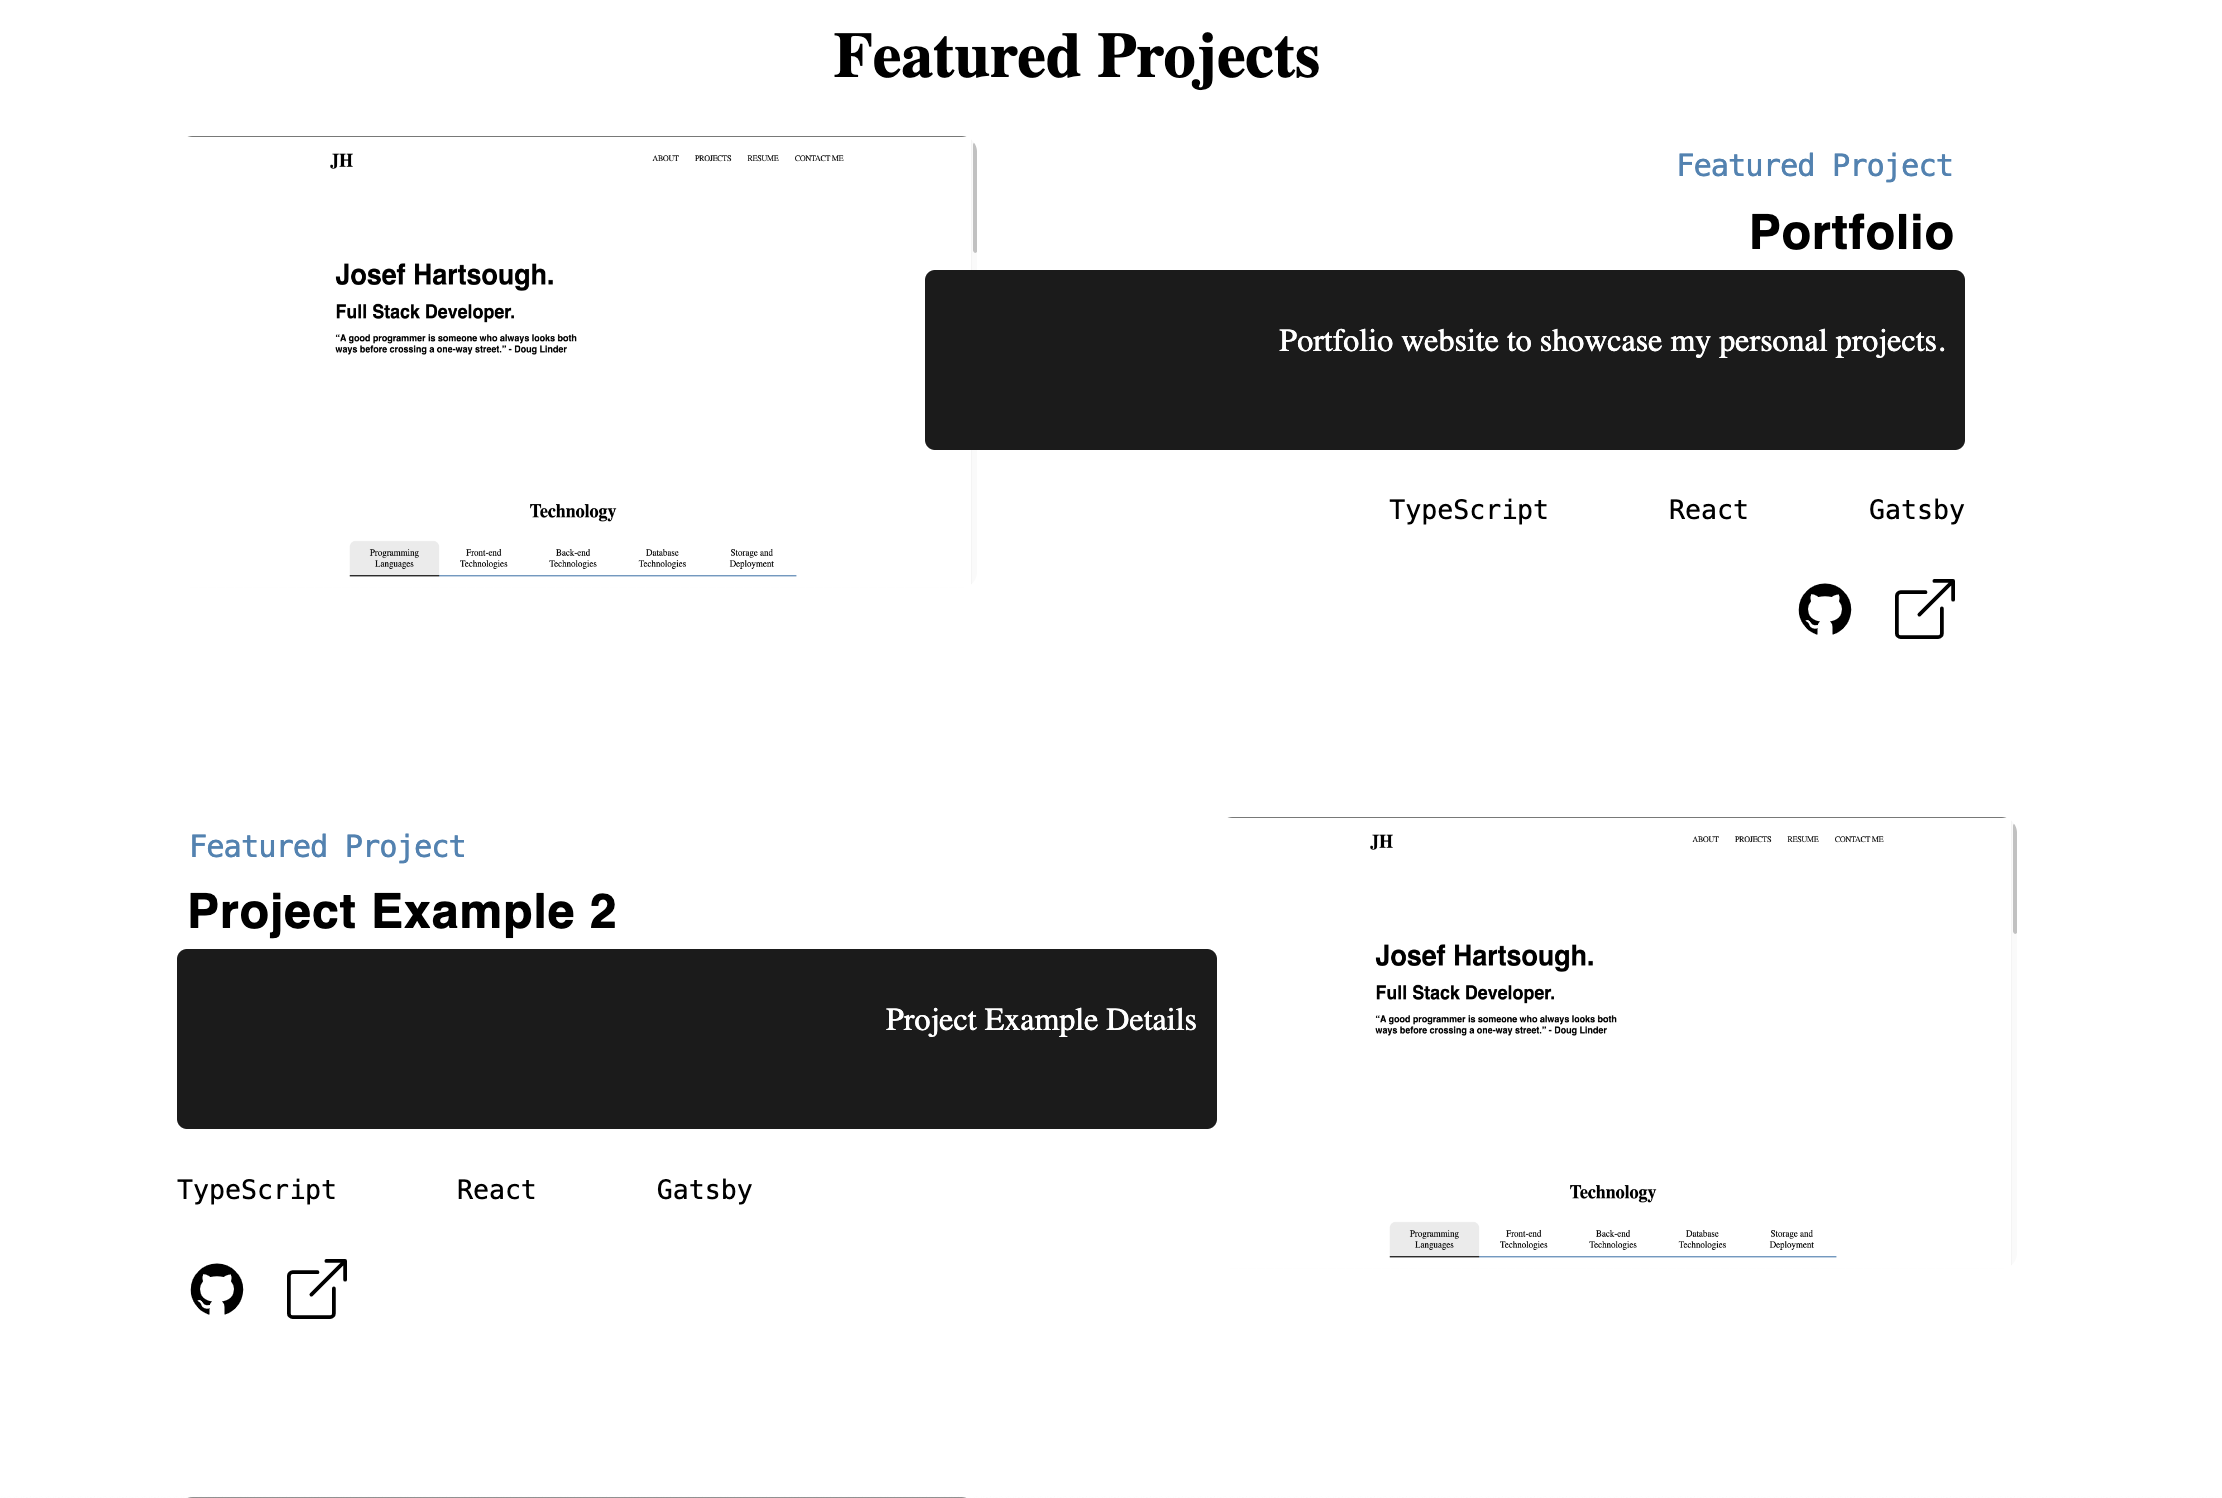 Featured Projects
JH
ABOUT PROJECTS RESUME CONTACT ME
Josef Hartsough.
Full Stack Developer.
“A good programmer is someone who always looks both
ways before crossing a one-way street.” - Doug Linder
Technology
Programming Languages
Front-end Technologies
Back-end Technologies
Database Technologies
Storage and Deployment
Featured Project
Portfolio
Portfolio website to showcase my personal projects.
TypeScript React Gatsby
Featured Project
Project Example 2
Project Example Details
TypeScript React Gatsby
JH
ABOUT PROJECTS RESUME CONTACT ME
Josef Hartsough.
Full Stack Developer.
“A good programmer is someone who always looks both
ways before crossing a one-way street.” - Doug Linder
Technology
Programming Languages
Front-end Technologies
Back-end Technologies
Database Technologies
Storage and Deployment